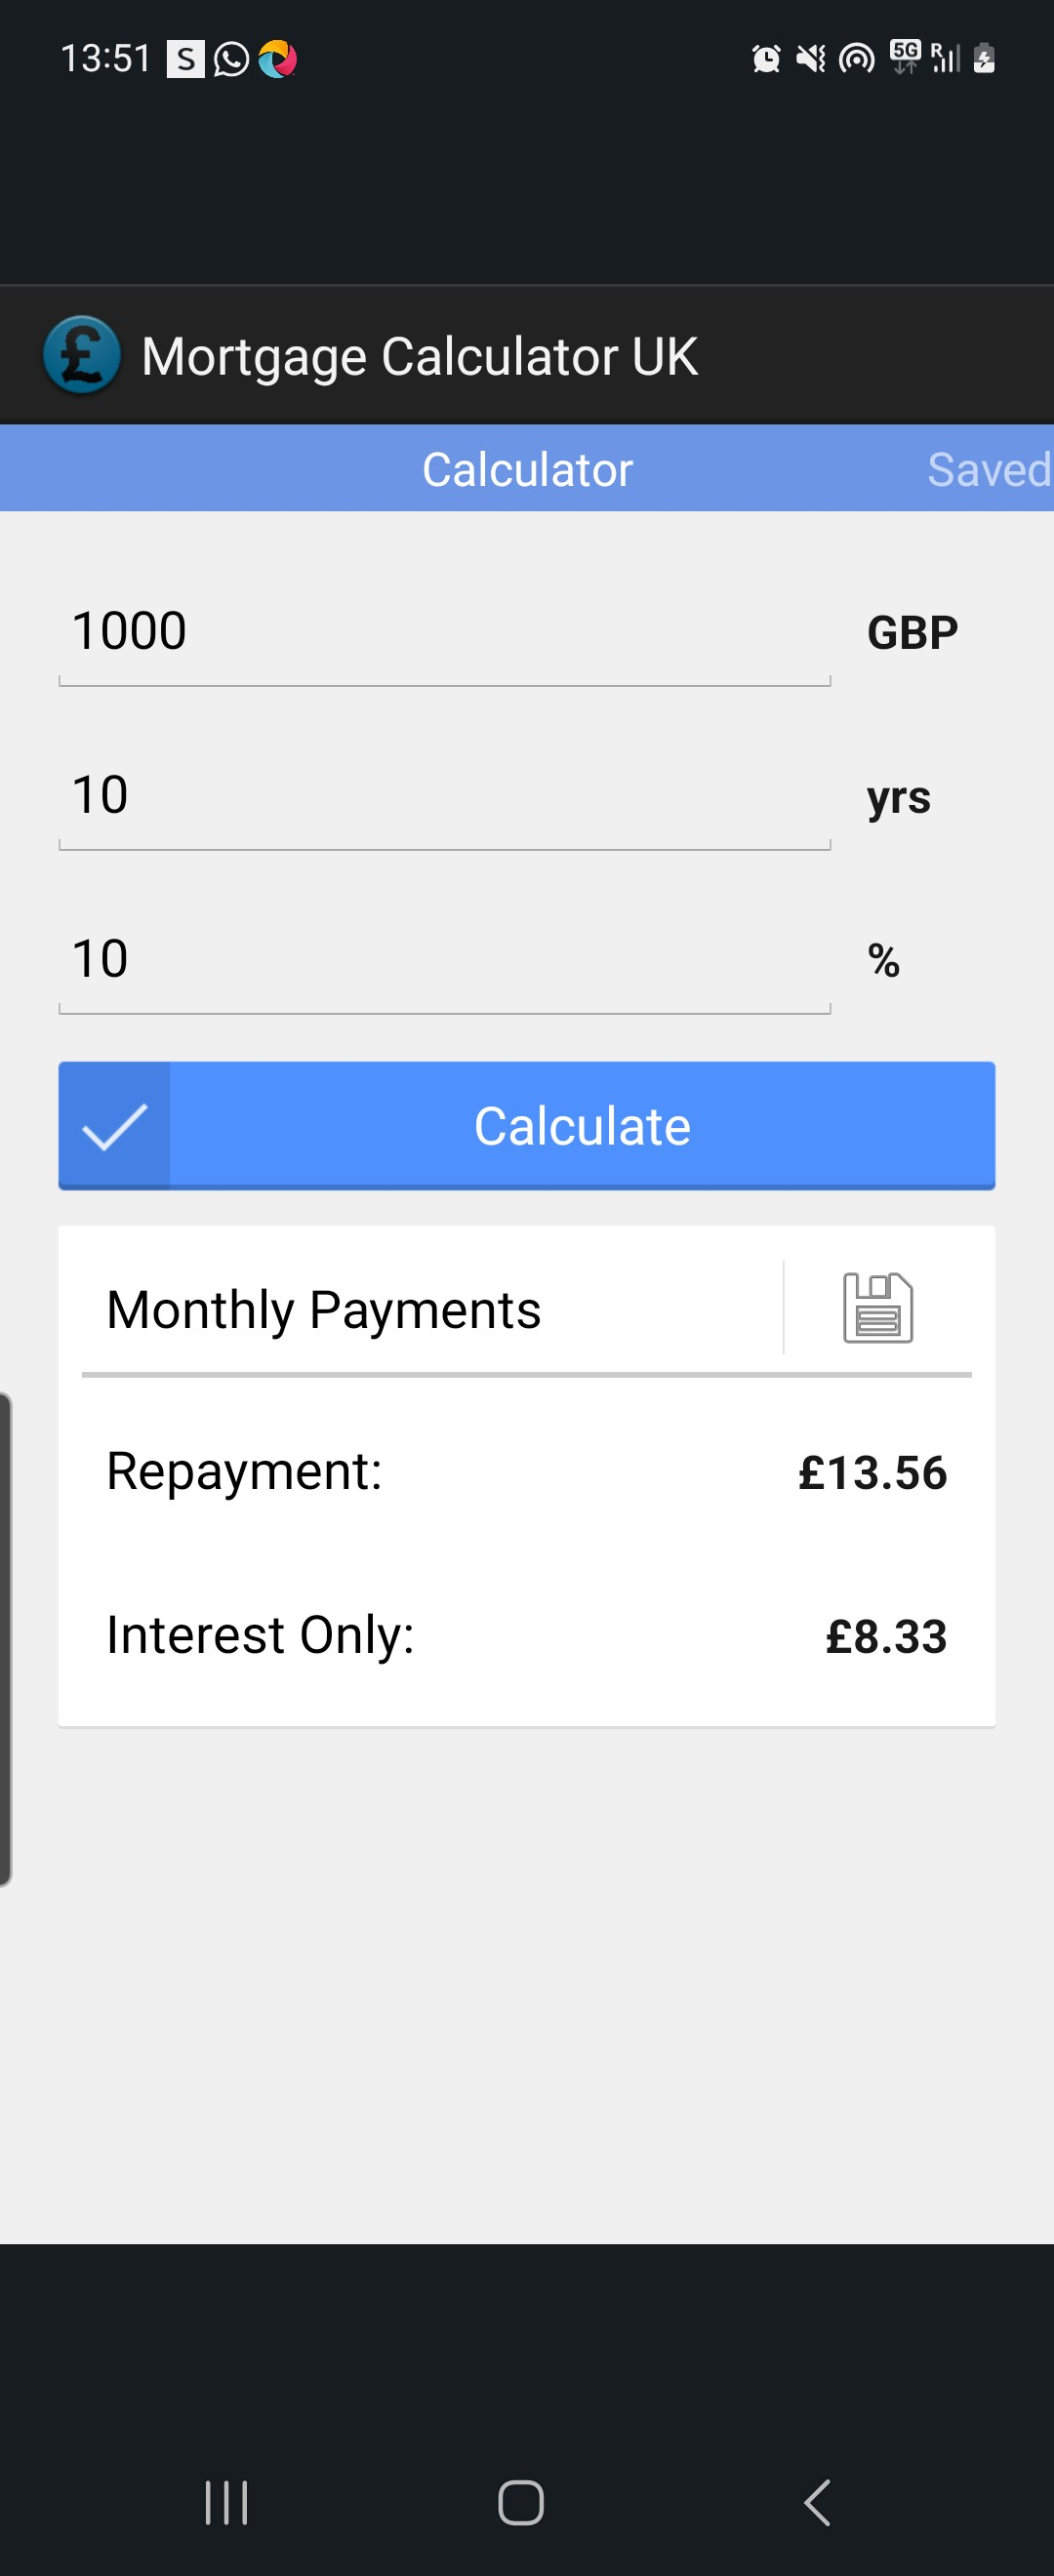 13:51 S 5G R
£ Mortgage Calculator UK
Calculator Saved
1000 GBP
10 yrs
10 %
Calculate
Monthly Payments
Repayment: £13.56
Interest Only: £8.33